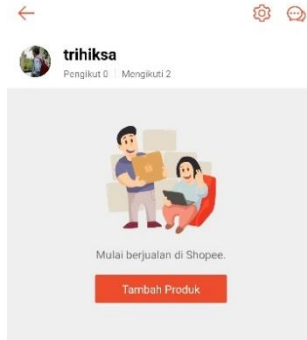 trihiksa
Pengikut 0 | Mengikuti 2
Mulai berjualan di Shopee.
Tambah Produk